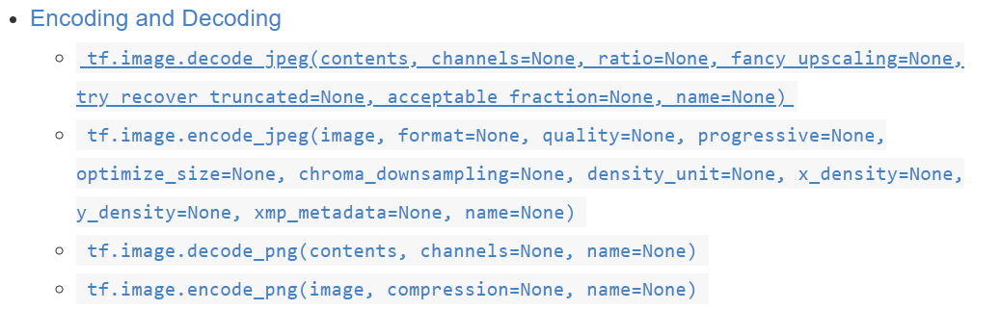 Encoding and Decoding
tf.image.decode_jpeg(contents, channels=None, ratio=None, fancy_upscaling=None,
try_recover_truncated=None, acceptable_fraction=None, name=None)
tf.image.encode_jpeg(image, format=None, quality=None, progressive=None,
optimize_size=None, chroma_downsampling=None, density_unit=None, x_density=None,
y_density=None, xmp_metadata=None, name=None)
tf.image.decode_png(contents, channels=None, name=None)
tf.image.encode_png(image, compression=None, name=None)